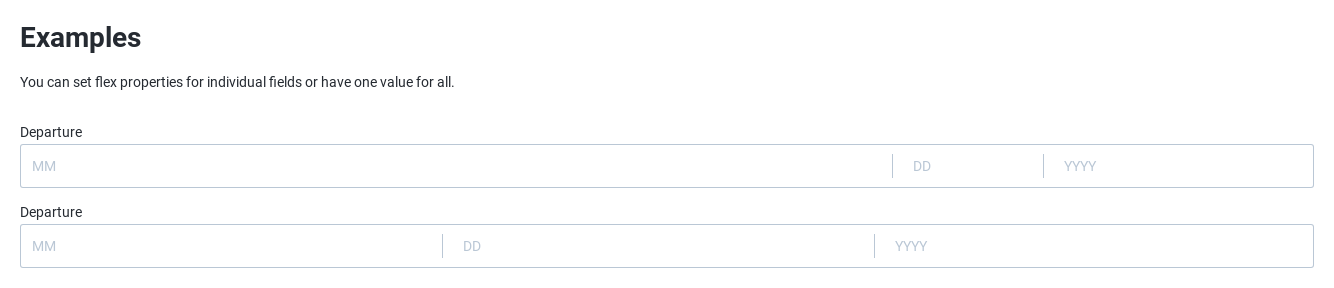 Examples
You can set flex properties for individual fields or have one value for all.
Departure
MM DD YYYY
Departure
MM DD YYYY